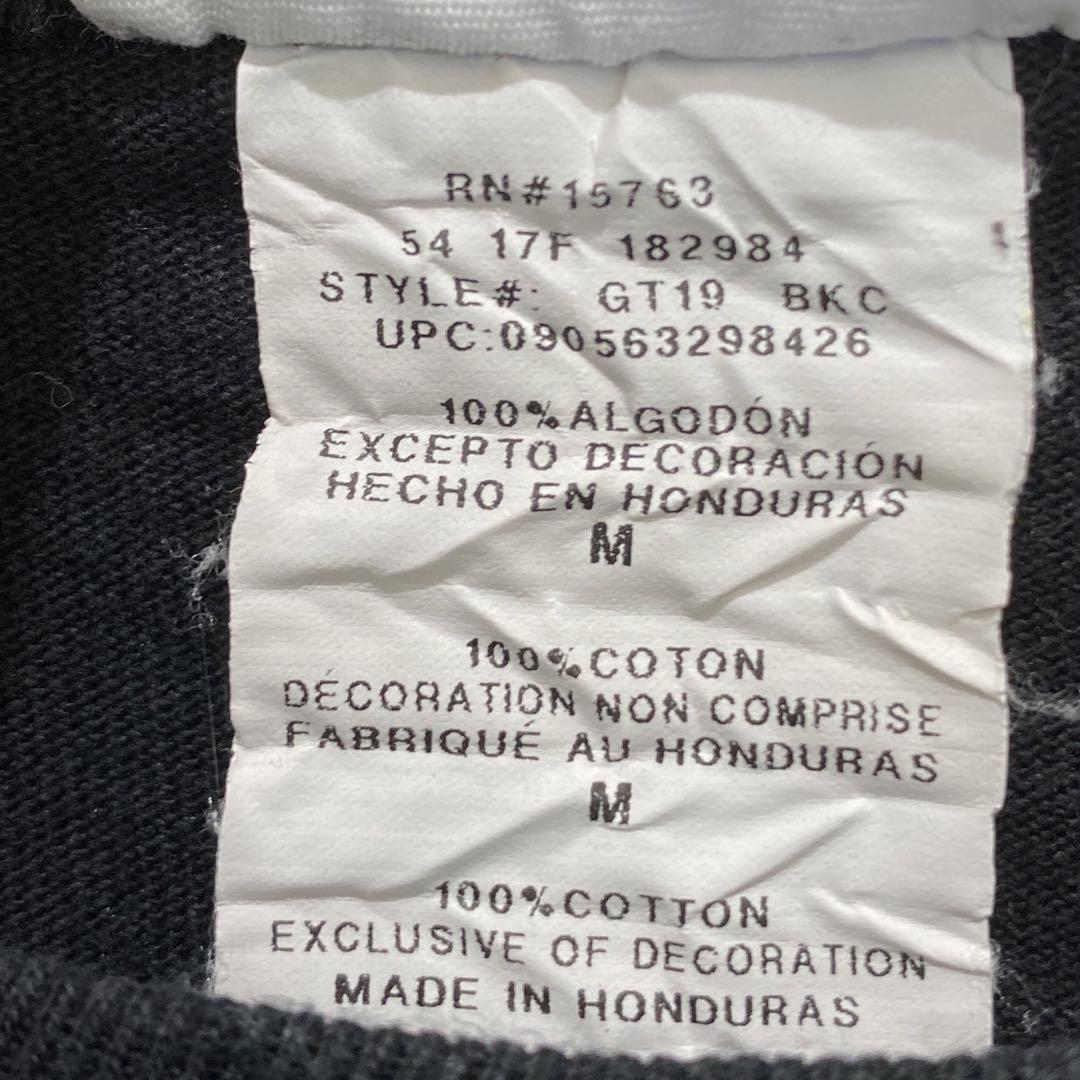 RN#15763
54 17F 182984
STYLE#: GT19 BKC
UPC:090563298426
100%ALGODÓN
EXCEPTO DECORACIÓN
HECHO EN HONDURAS
M
100%COTON
DÉCORATION NON COMPRISE
FABRIQUÉ AU HONDURAS
M
100%COTTON
EXCLUSIVE OF DECORATION
MADE IN HONDURAS